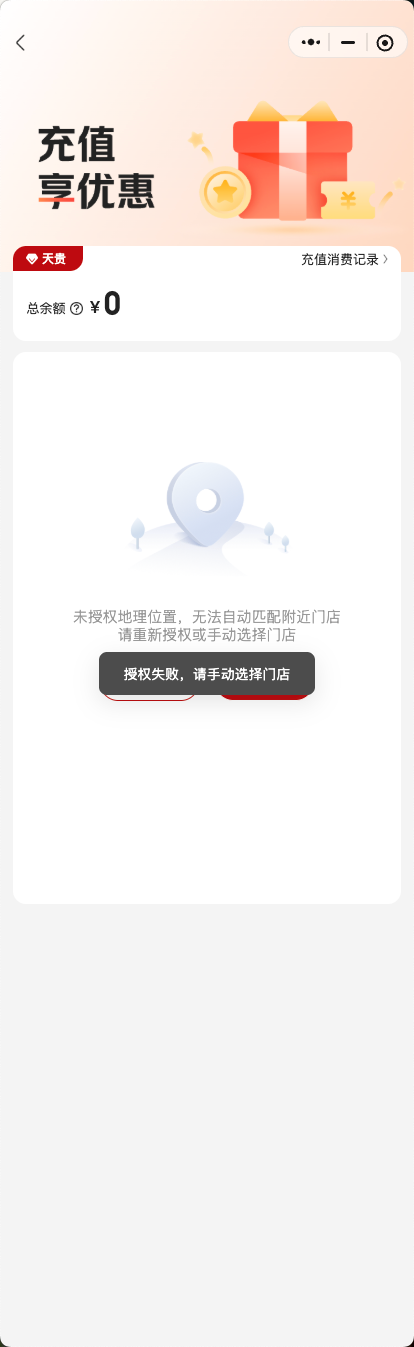 充值
享优惠
天贵
充值消费记录
总余额 ¥0
未授权地理位置，无法自动匹配附近门店
请重新授权或手动选择门店
授权失败，请手动选择门店